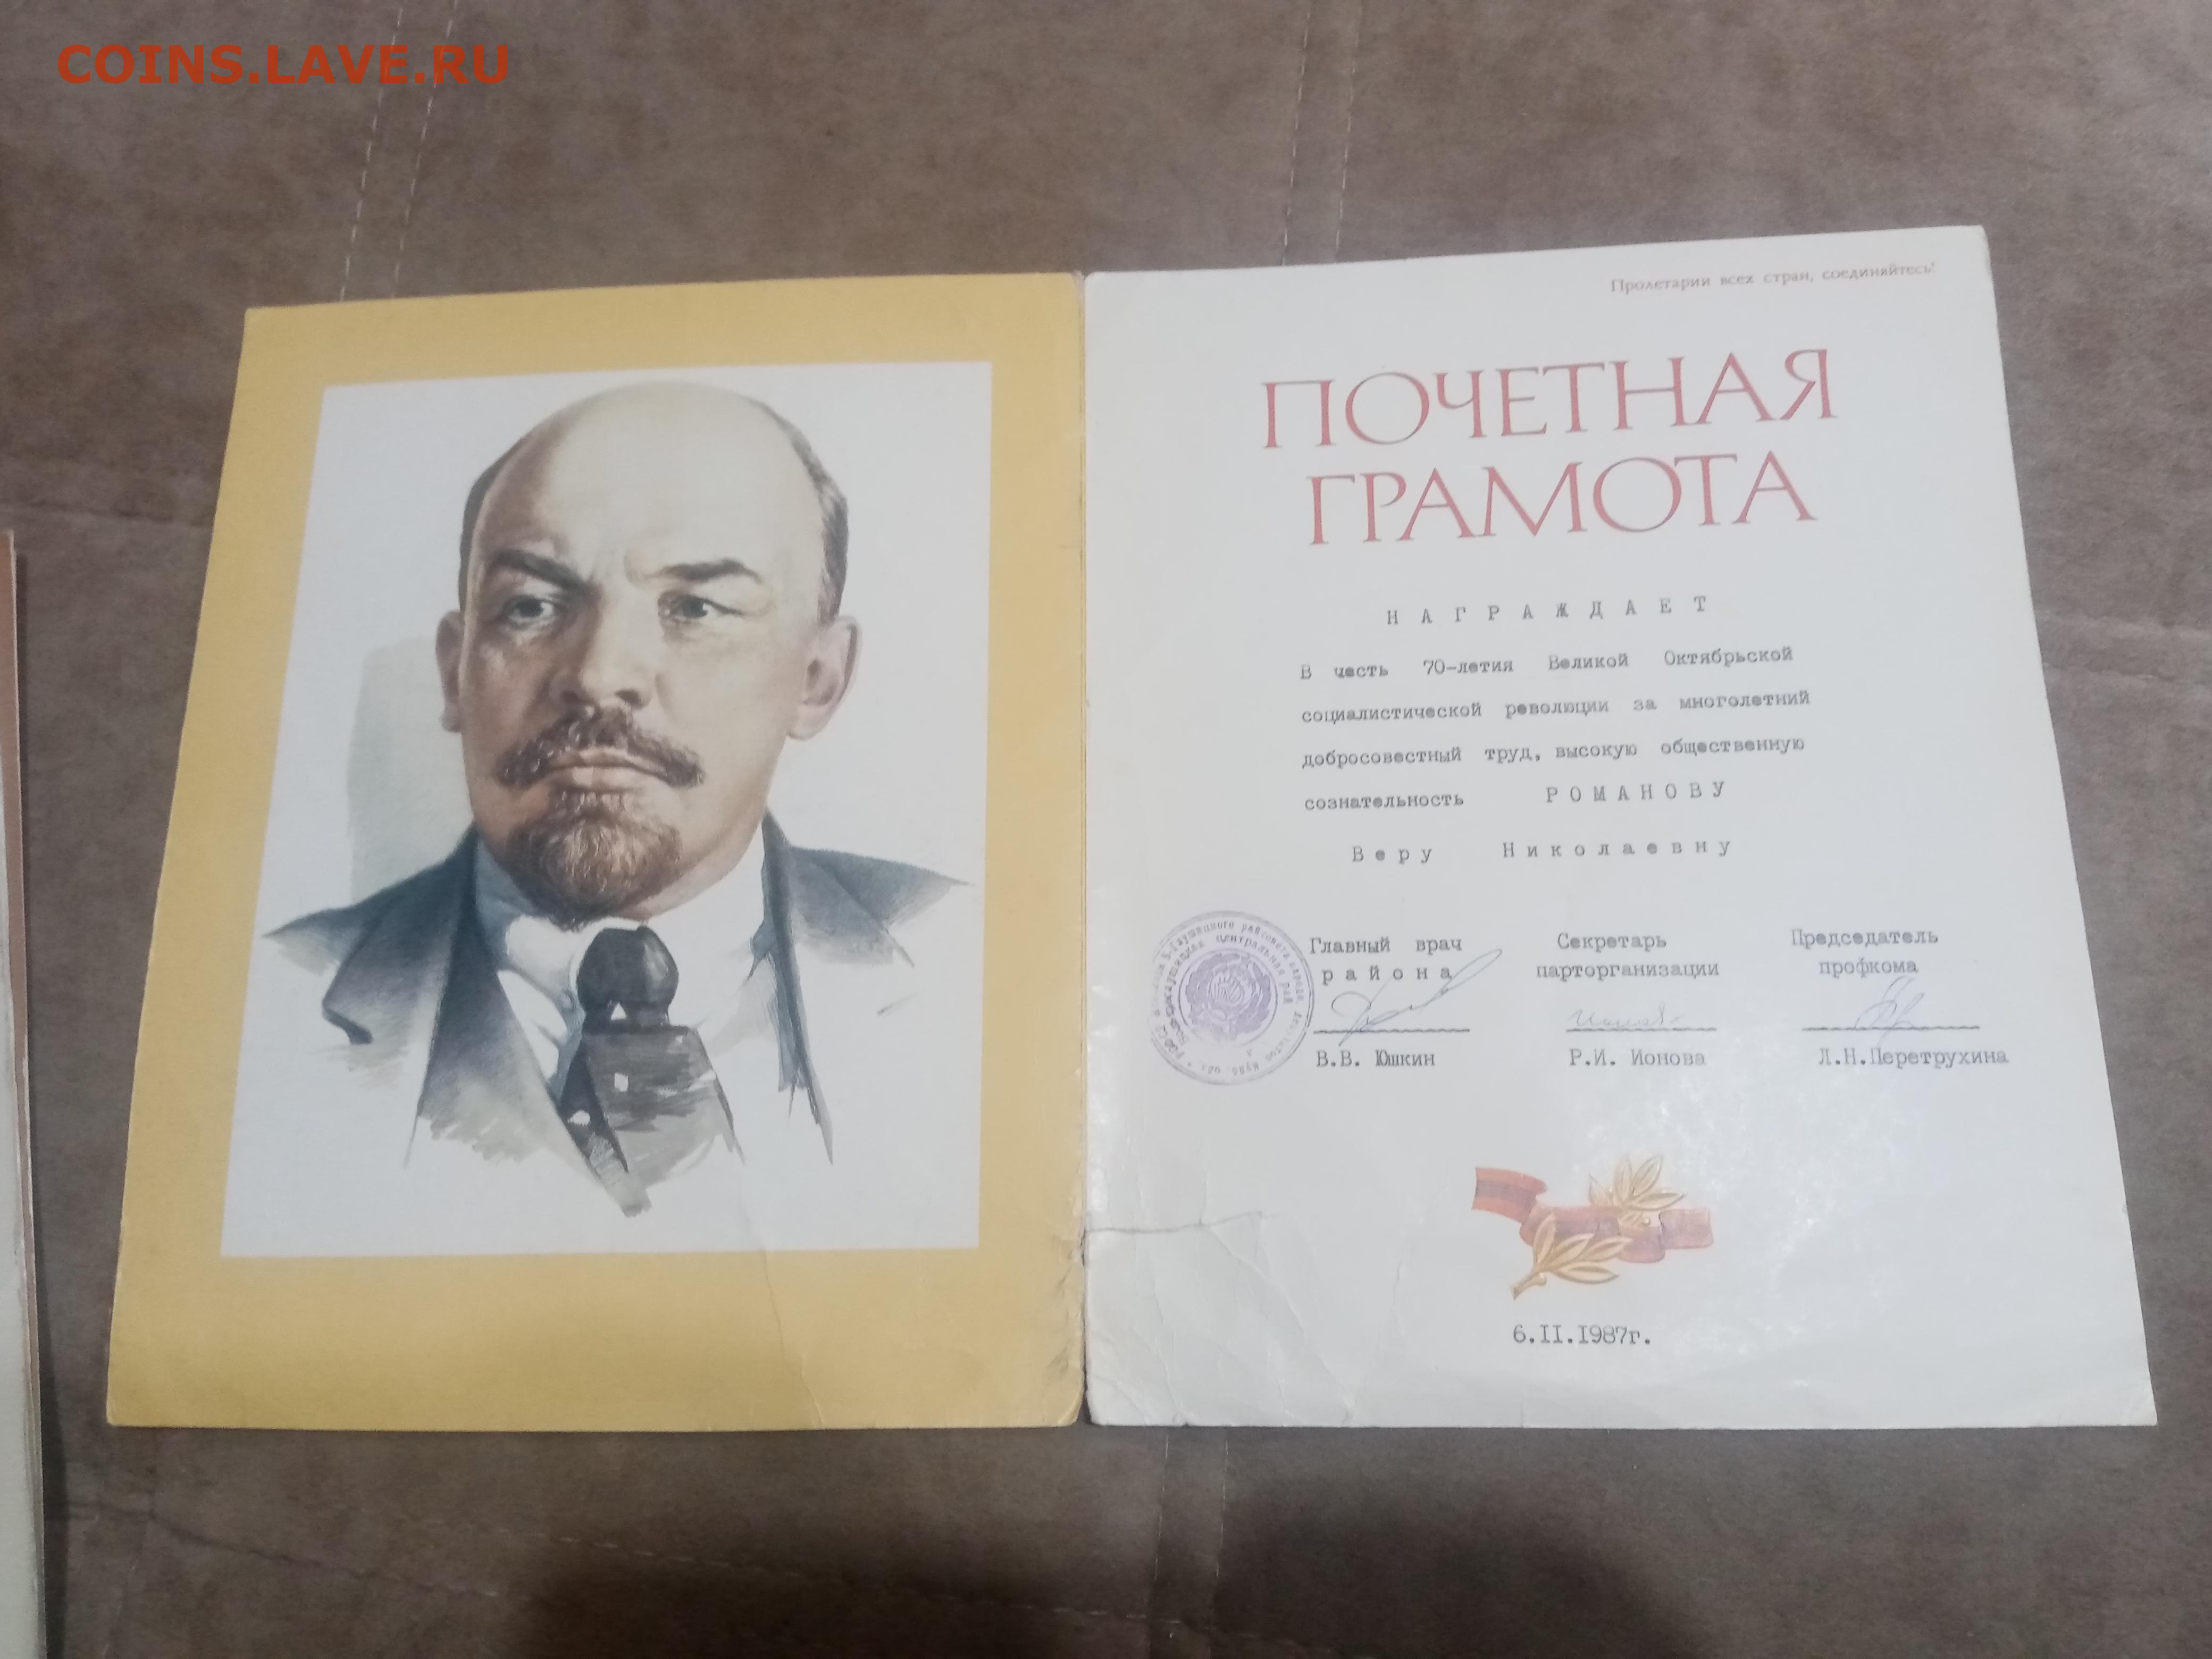 COINS.LAVE.RU
Пролетарии всех стран, соединяйтесь!
ПОЧЕТНАЯ
ГРАМОТА
НАГРАЖДАЕТ
В честь 70-летия Великой Октябрьской
социалистической революции за многолетний
добросовестный труд, высокую общественную
сознательность РОМАНОВУ
Веру Николаевну
Главный врач района
Секретарь парторганизации
Председатель профкома
В.В. Юшкин
Р.И. Ионова
Л.Н.Перетрухина
центральная
6.II.1987г.